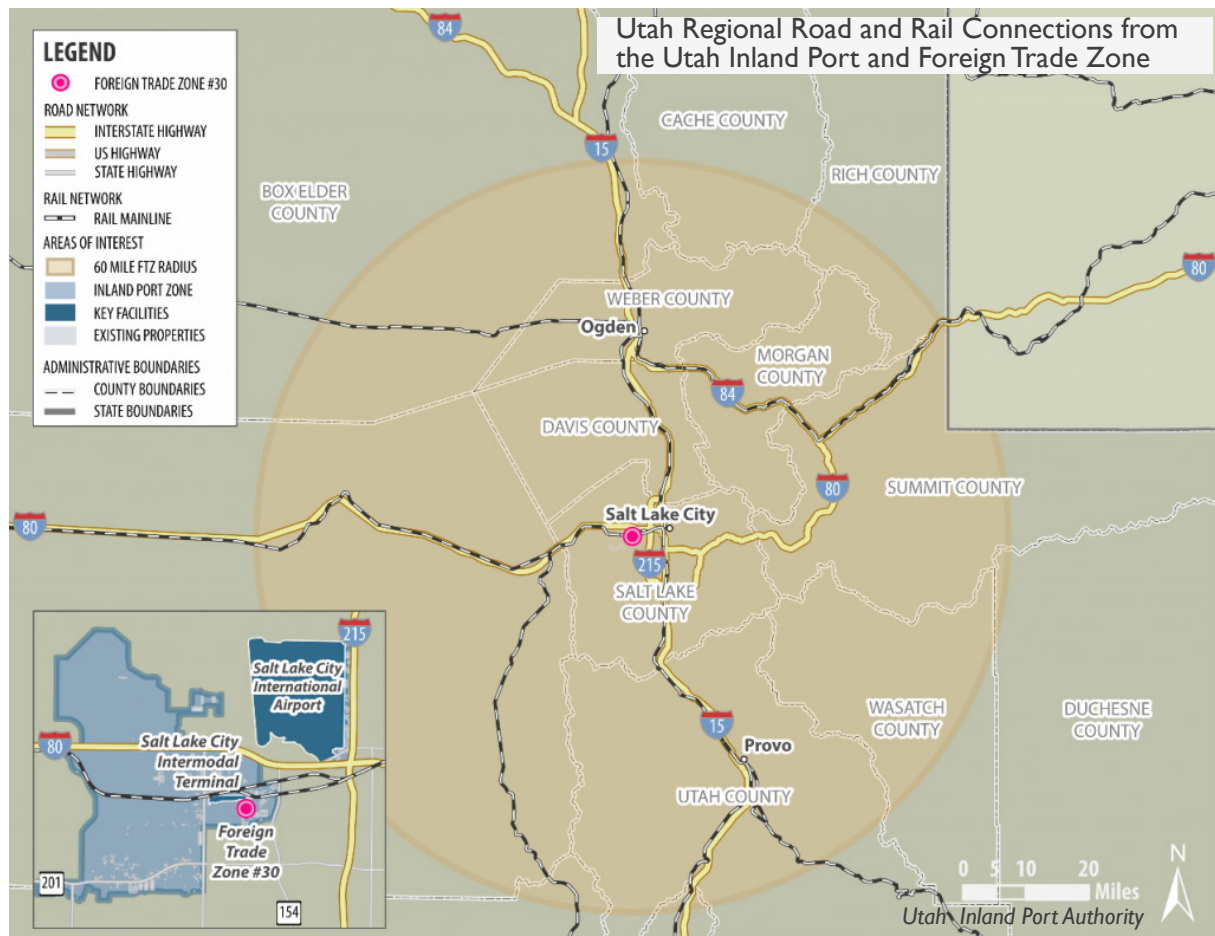 Utah Regional Road and Rail Connections from
the Utah Inland Port and Foreign Trade Zone
LEGEND
FOREIGN TRADE ZONE #30
ROAD NETWORK
INTERSTATE HIGHWAY
US HIGHWAY
STATE HIGHWAY
RAIL NETWORK
RAIL MAINLINE
AREAS OF INTEREST
60 MILE FTZ RADIUS
INLAND PORT ZONE
KEY FACILITIES
EXISTING PROPERTIES
ADMINISTRATIVE BOUNDARIES
COUNTY BOUNDARIES
STATE BOUNDARIES
84
15
CACHE COUNTY
RICH COUNTY
BOX ELDER
COUNTY
80
WEBER COUNTY
Ogden
MORGAN
COUNTY
84
DAVIS COUNTY
80
SUMMIT COUNTY
80
Salt Lake City
215
SALT LAKE
COUNTY
15
WASATCH
COUNTY
DUCHESNE
COUNTY
Provo
UTAH COUNTY
215
Salt Lake City
International
Airport
80
Salt Lake City
Intermodal
Terminal
Foreign
Trade
Zone #30
201
154
N
0 5 10 20
Miles
Utah Inland Port Authority